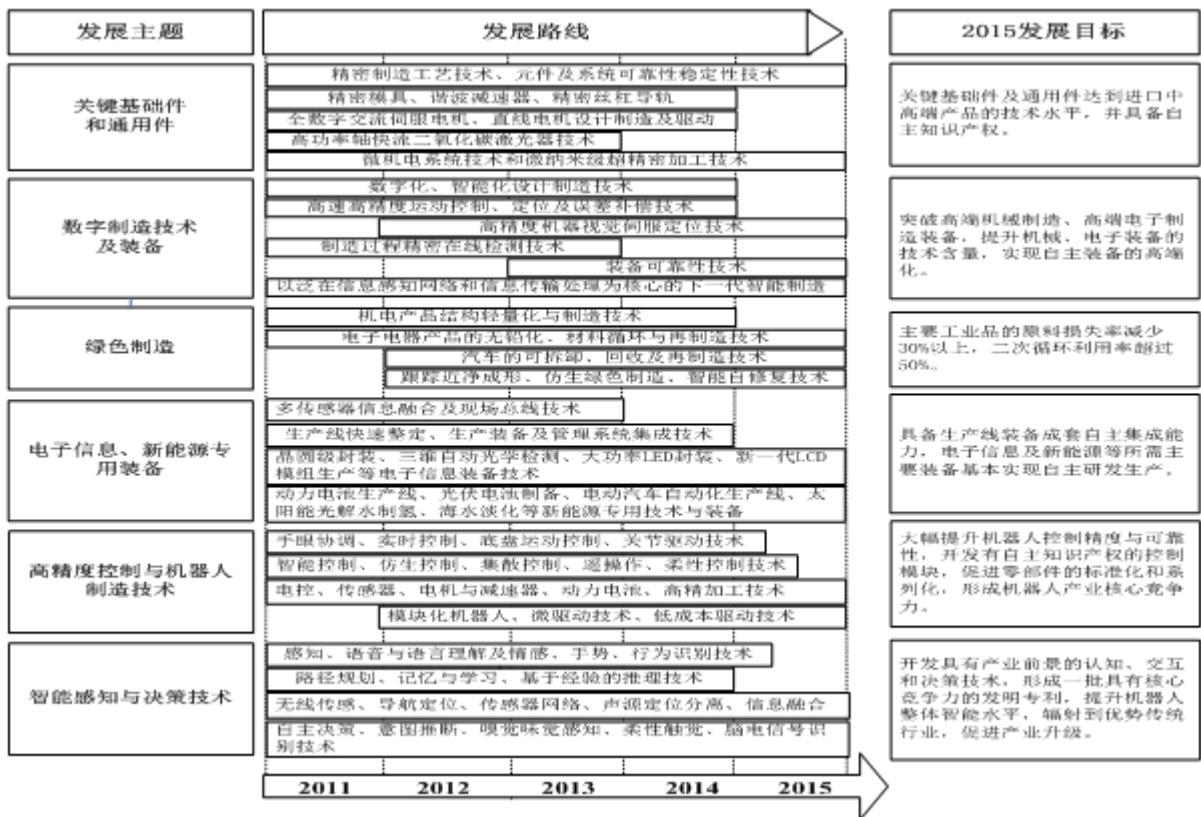 发展主题
发展路线
2015发展目标
关键基础件
和通用件
精密制造工艺技术、元件及系统可靠性稳定性技术
精密模具、谐波减速器、精密丝杠导轨
全数字交流伺服电机、直线电机设计制造及驱动
高功率轴快流二氧化碳激光器技术
微机电系统技术和微纳米级超精密加工技术
关键基础件及通用件达到进口中
高端产品的技术水平，并具备自
主知识产权。
数字制造技术
及装备
数字化、智能化设计制造技术
高速高精度运动控制、定位及误差补偿技术
高精度机器视觉伺服定位技术
制造过程精密在线检测技术
装备可靠性技术
以泛在信息感知网络和信息传输处理为核心的下一代智能制造
突破高端机械制造、高端电子制
造装备，提升机械、电子装备的
技术含量，实现自主装备的高端
化。
绿色制造
机电产品结构轻量化与制造技术
电子电器产品的无铅化、材料循环与再制造技术
汽车的可拆卸、回收及再制造技术
跟踪近净成形、仿生绿色制造、智能自修复技术
主要工业品的原料损失率减少
30%以上，二次循环利用率超过
50%。
电子信息、新能源专
用装备
多传感器信息融合及现场总线技术
生产线快速整定、生产装备及管理系统集成技术
晶圆级封装、三维自动光学检测、大功率LED封装、新一代LCD
模组生产等电子信息装备技术
动力电池生产线、光伏电池制备、电动汽车自动化生产线、太
阳能光解水制氢、海水淡化等新能源专用技术与装备
具备生产线装备成套自主集成能
力，电子信息及新能源等所需主
要装备基本实现自主研发生产。
高精度控制与机器人
制造技术
手眼协调、实时控制、底盘运动控制、关节驱动技术
智能控制、仿生控制、集散控制、遥操作、柔性控制技术
电控、传感器、电机与减速器、动力电池、高精加工技术
模块化机器人、微驱动技术、低成本驱动技术
大幅提升机器人控制精度与可靠
性，开发有自主知识产权的控制
模块，促进零部件的标准化和系
列化，形成机器人产业核心竞争
力。
智能感知与决策技术
感知、语音与语言理解及情感、手势、行为识别技术
路径规划、记忆与学习、基于经验的推理技术
无线传感、导航定位、传感器网络、声源定位分离、信息融合
自主决策、意图推断、嗅觉味觉感知、柔性触觉、脑电信号识
别技术
开发具有产业前景的认知、交互
和决策技术，形成一批具有核心
竞争力的发明专利，提升机器人
整体智能水平，辐射到优势传统
行业，促进产业升级。
2011
2012
2013
2014
2015